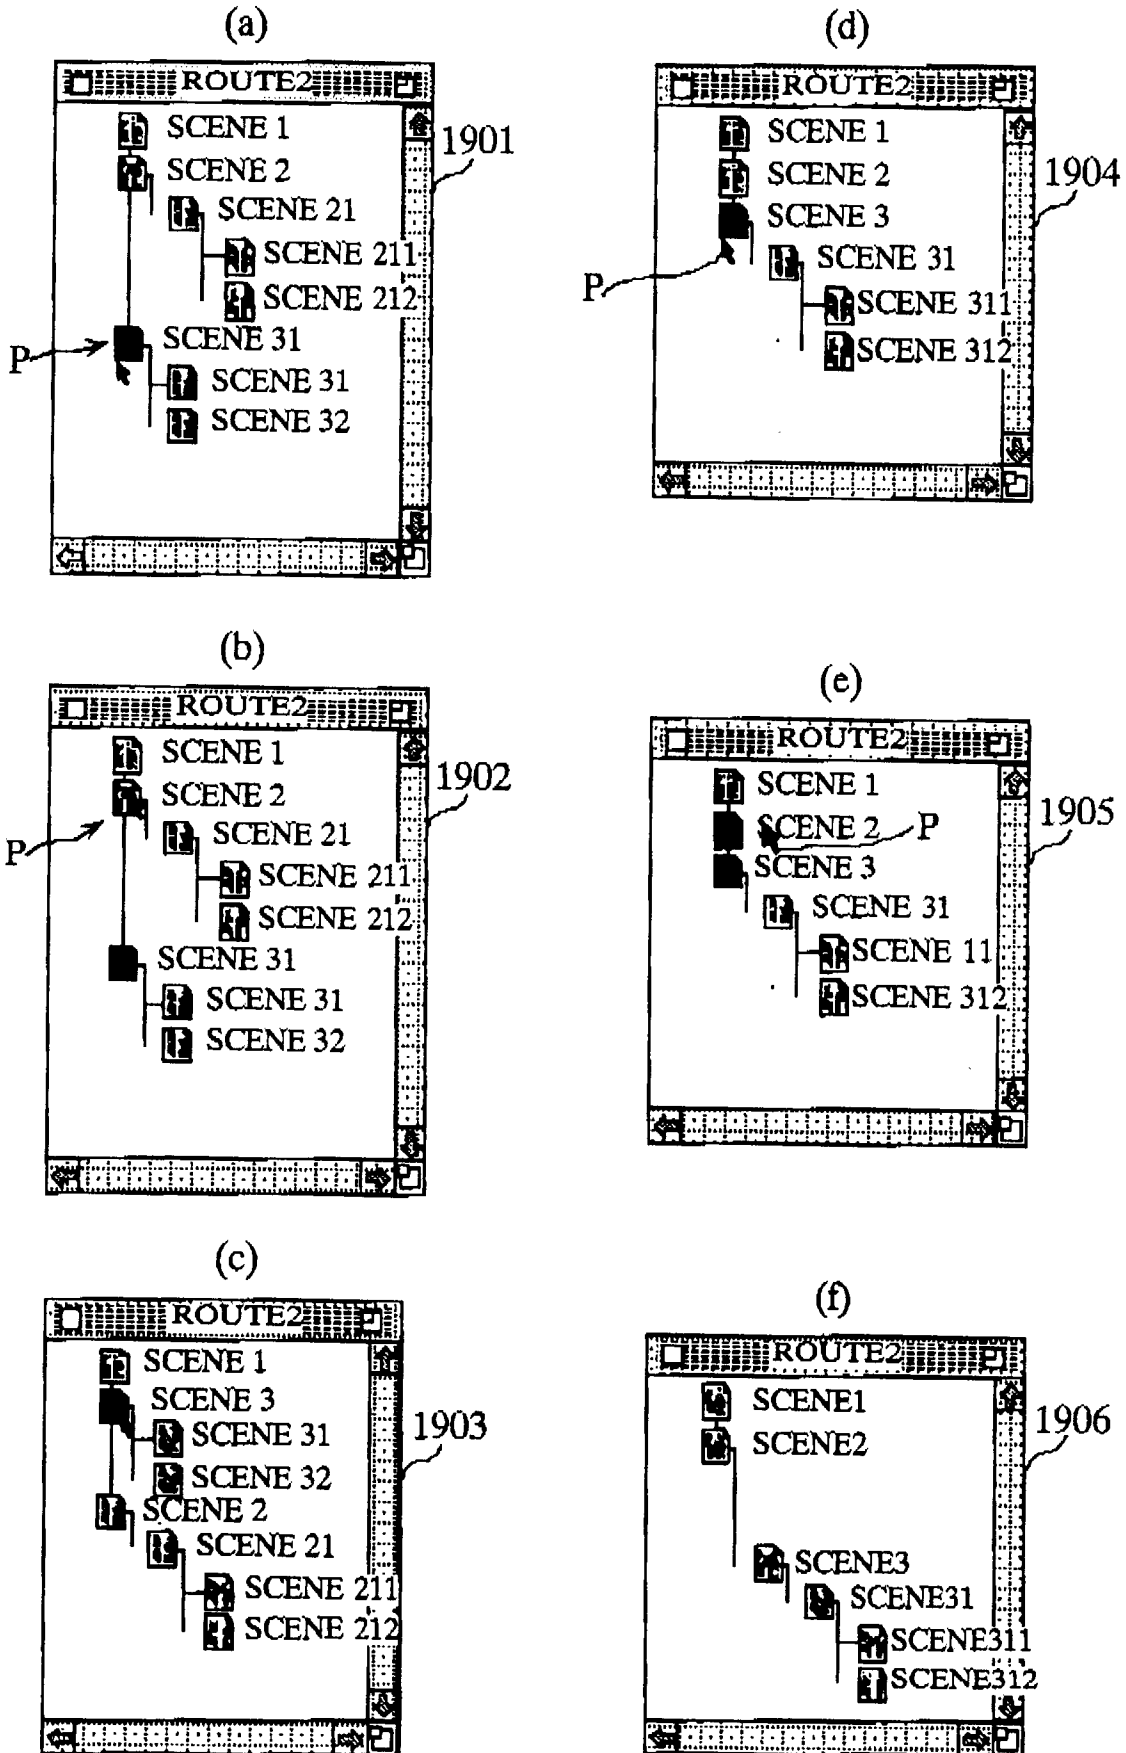 (a)
ROUTE2
SCENE 1
1901
SCENE 2
SCENE 21
SCENE 211
SCENE 212
SCENE 31
P
SCENE 31
SCENE 32
(b)
ROUTE2
SCENE 1
1902
SCENE 2
P
SCENE 21
SCENE 211
SCENE 212
SCENE 31
SCENE 31
SCENE 32
(c)
ROUTE2
SCENE 1
SCENE 3
1903
SCENE 31
SCENE 32
SCENE 2
SCENE 21
SCENE 211
SCENE 212
(d)
ROUTE2
SCENE 1
1904
SCENE 2
SCENE 3
P
SCENE 31
SCENE 311
SCENE 312
(e)
ROUTE2
SCENE 1
1905
SCENE 2
P
SCENE 3
SCENE 31
SCENE 11
SCENE 312
(f)
ROUTE2
SCENE1
1906
SCENE2
SCENE3
SCENE31
SCENE311
SCENE312